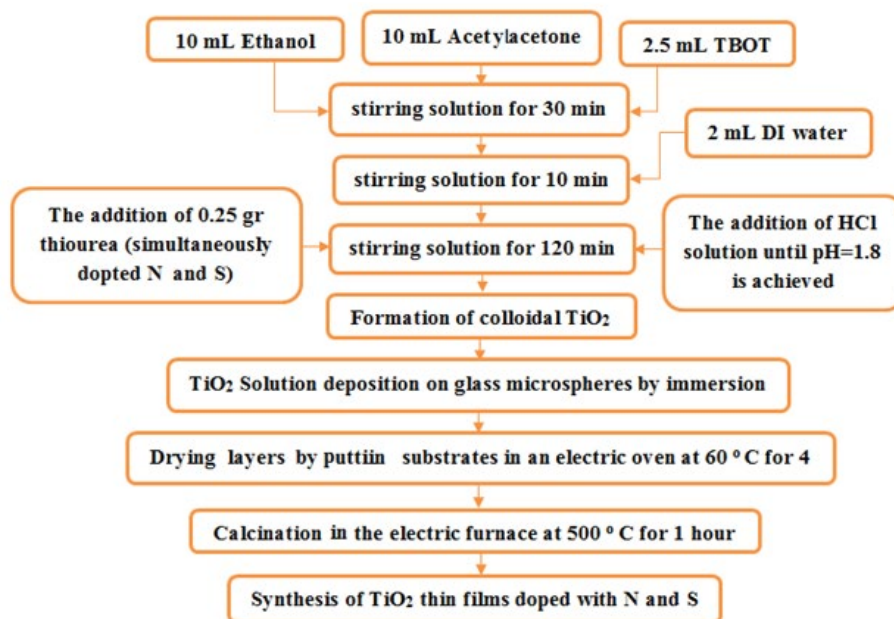 10 mL Ethanol
10 mL Acetylacetone
2.5 mL TBOT
stirring solution for 30 min
2 mL DI water
stirring solution for 10 min
The addition of 0.25 gr
thiourea (simultaneously
dopted N and S)
stirring solution for 120 min
The addition of HCl
solution until pH=1.8
is achieved
Formation of colloidal TiO₂
TiO₂ Solution deposition on glass microspheres by immersion
Drying layers by puttiin substrates in an electric oven at 60 ⁰ C for 4
Calcination in the electric furnace at 500 ⁰ C for 1 hour
Synthesis of TiO₂ thin films doped with N and S